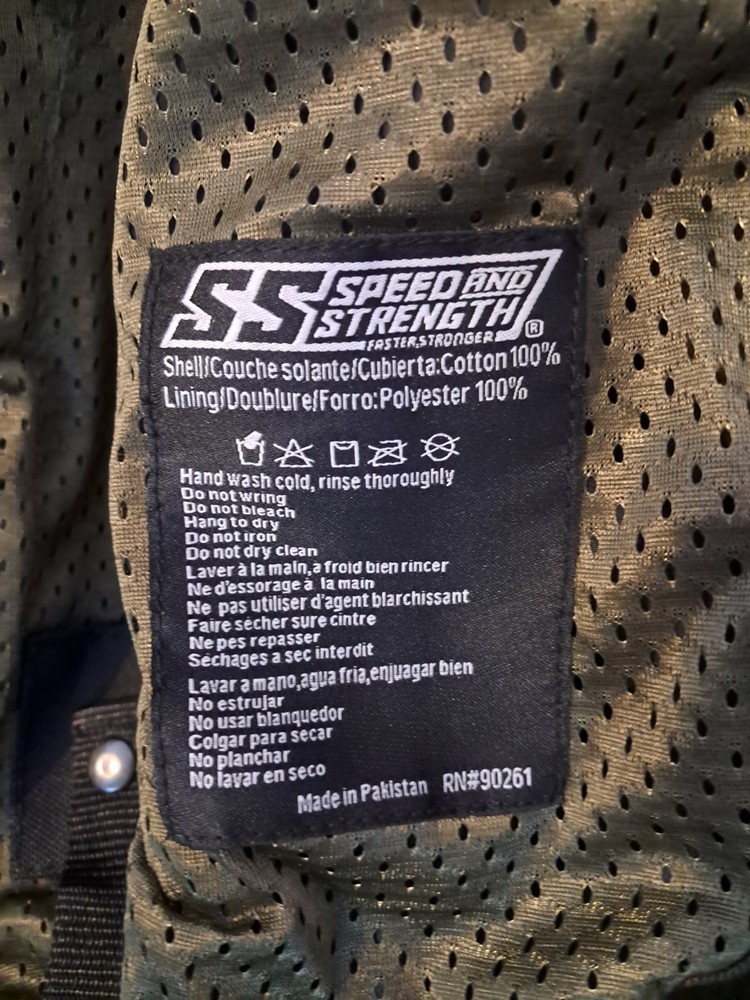 SS SPEED AND
STRENGTH ®
FASTER, STRONGER
Shell/Couche solante/Cubierta:Cotton 100%
Lining/Doublure/Forro:Polyester 100%
Hand wash cold, rinse thoroughly
Do not wring
Do not bleach
Hang to dry
Do not iron
Do not dry clean
Laver à la main,a froid bien rincer
Ne d'essorage à la main
Ne pas utiliser d'agent blarchissant
Faire sécher sure cintre
Ne pes repasser
Séchages a sec interdit
Lavar a mano,agua fria,enjuagar bien
No estrujar
No usar blanquedor
Colgar para secar
No planchar
No lavar en seco
Made in Pakistan RN#90261